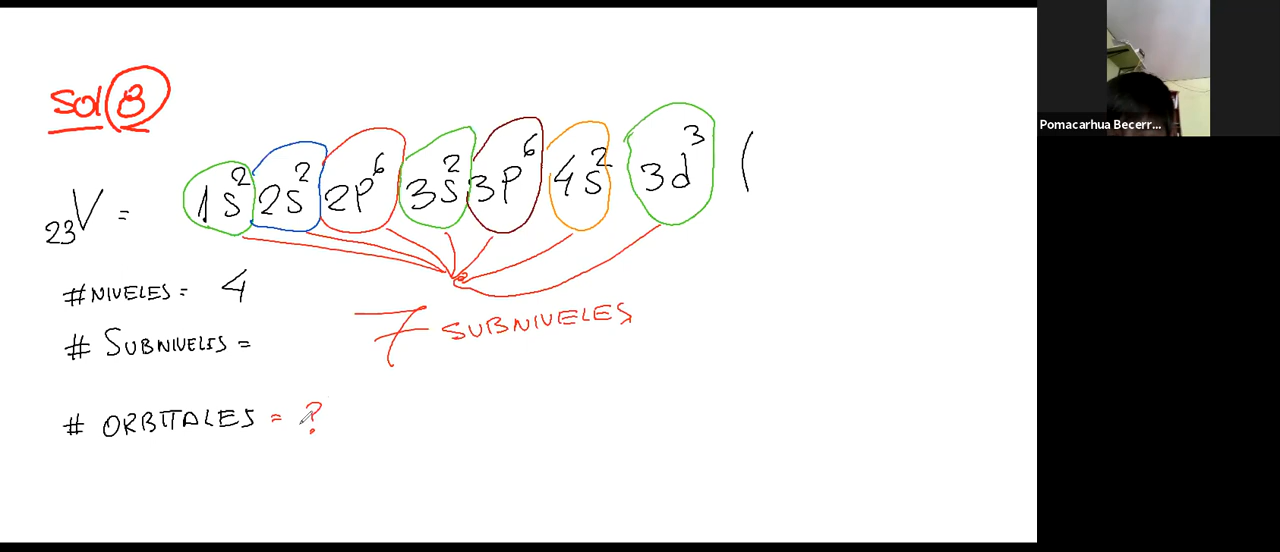 Sol 8
Pomacarhua Becerr...
₂₃V = 1s² 2s² 2p⁶ 3s² 3p⁶ 4s² 3d³ (
#NIVELES = 4
7 SUBNIVELES
# SUBNIVELES =
# ORBITALES = ?